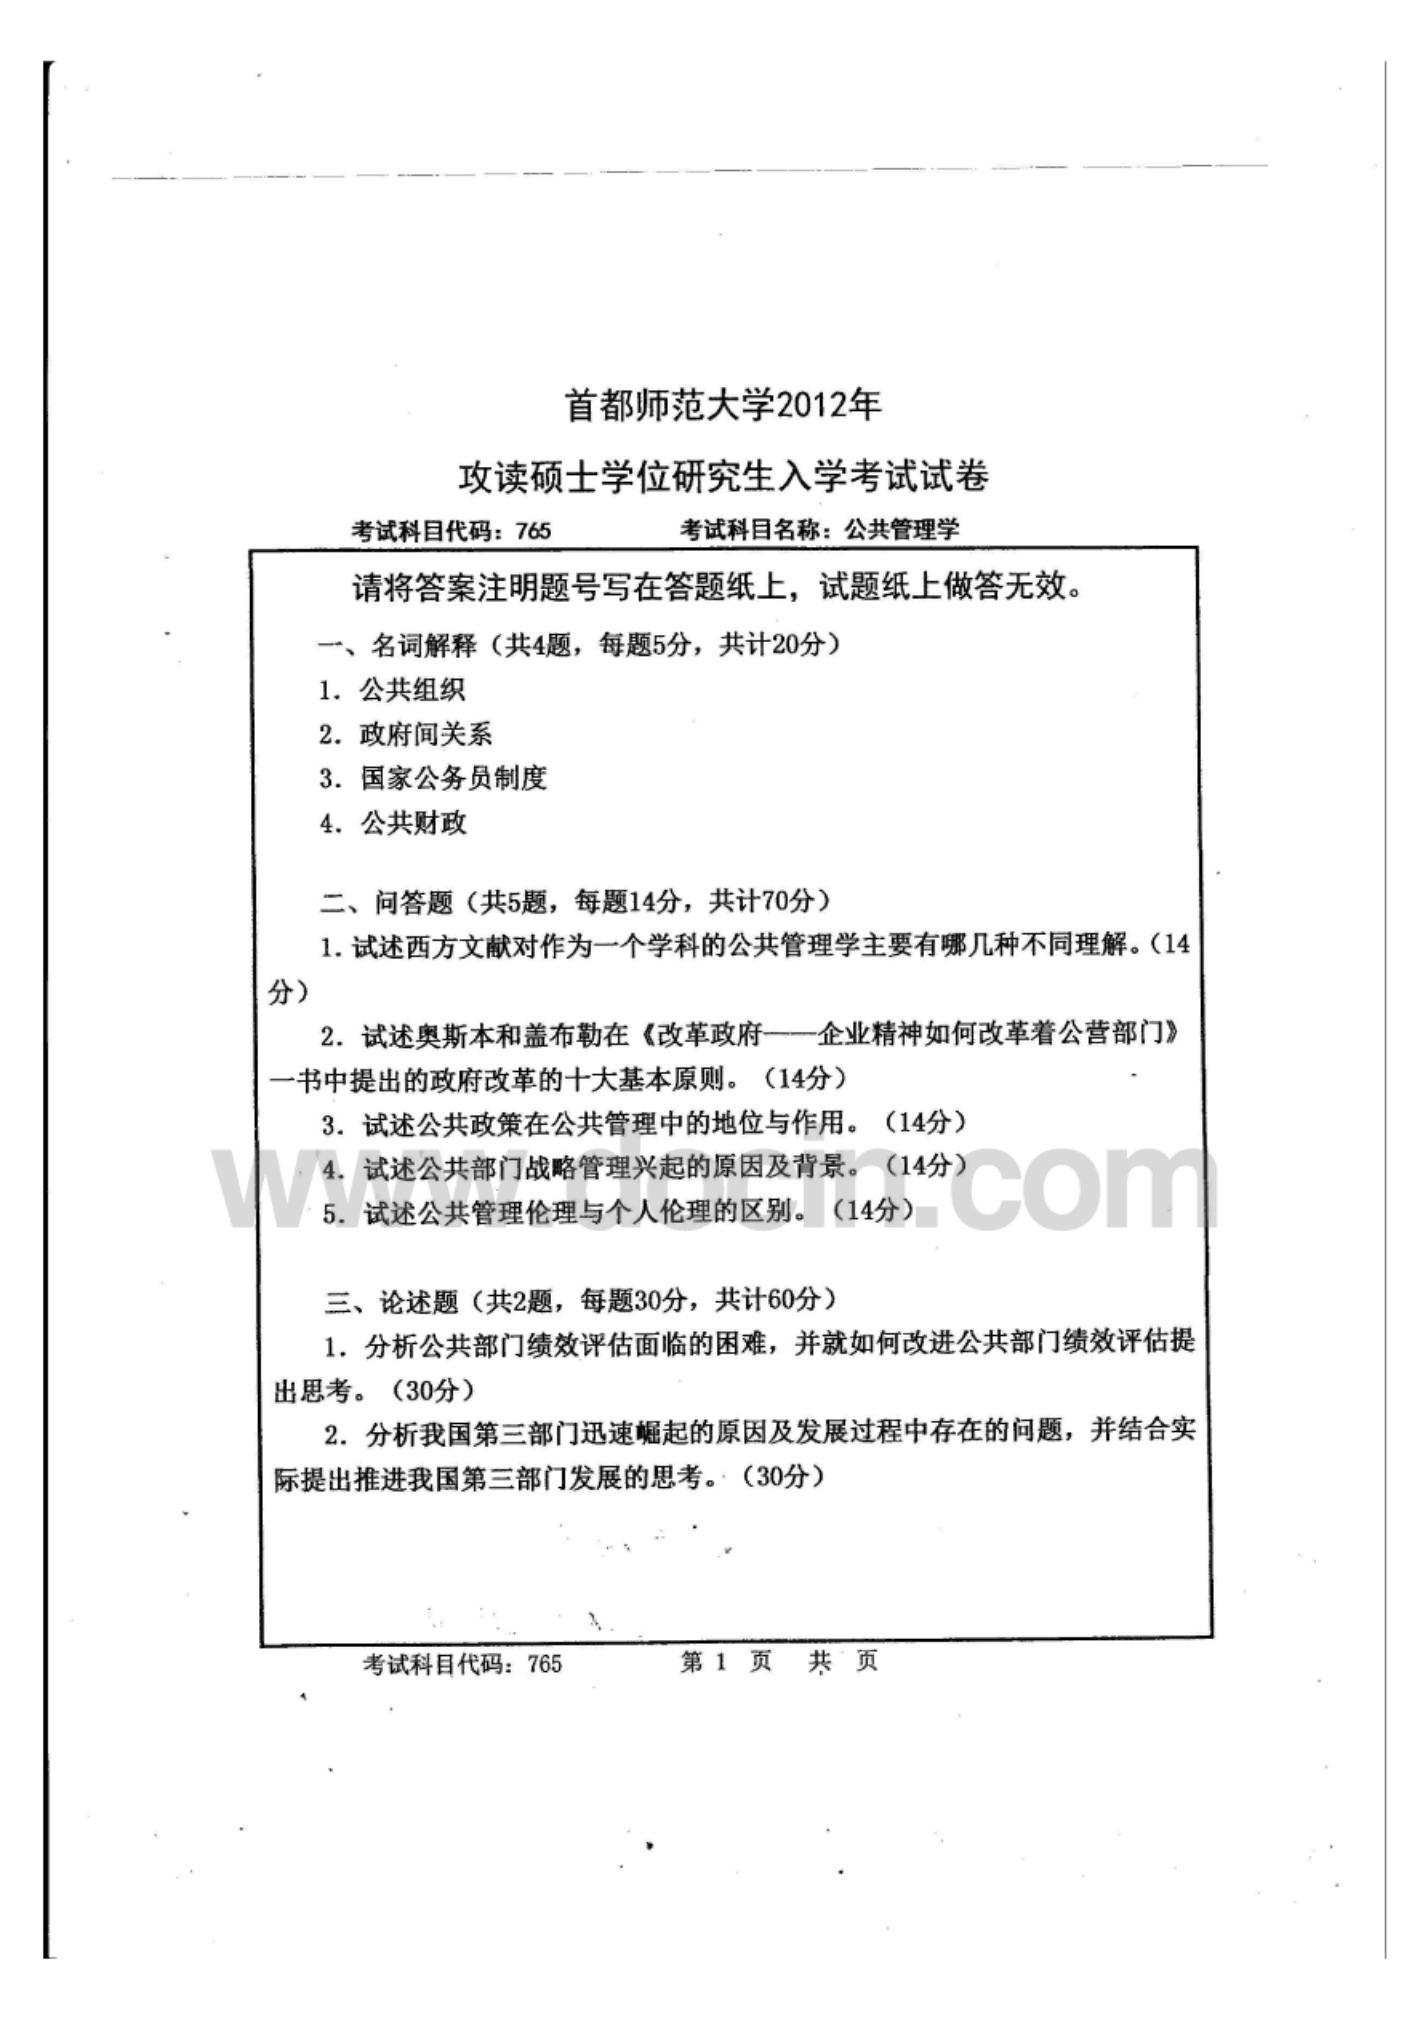 首都师范大学2012年
攻读硕士学位研究生入学考试试卷
考试科目代码：765 考试科目名称：公共管理学
请将答案注明题号写在答题纸上，试题纸上做答无效。
一、名词解释（共4题，每题5分，共计20分）
1．公共组织
2．政府间关系
3．国家公务员制度
4．公共财政
二、问答题（共5题，每题14分，共计70分）
1.试述西方文献对作为一个学科的公共管理学主要有哪几种不同理解。（14
分）
2．试述奥斯本和盖布勒在《改革政府——企业精神如何改革着公营部门》
一书中提出的政府改革的十大基本原则。（14分）
3．试述公共政策在公共管理中的地位与作用。（14分）
4．试述公共部门战略管理兴起的原因及背景。（14分）
www.docin.com
5．试述公共管理伦理与个人伦理的区别。（14分）
三、论述题（共2题，每题30分，共计60分）
1．分析公共部门绩效评估面临的困难，并就如何改进公共部门绩效评估提
出思考。（30分）
2．分析我国第三部门迅速崛起的原因及发展过程中存在的问题，并结合实
际提出推进我国第三部门发展的思考。（30分）
考试科目代码：765 第 1 页 共 页